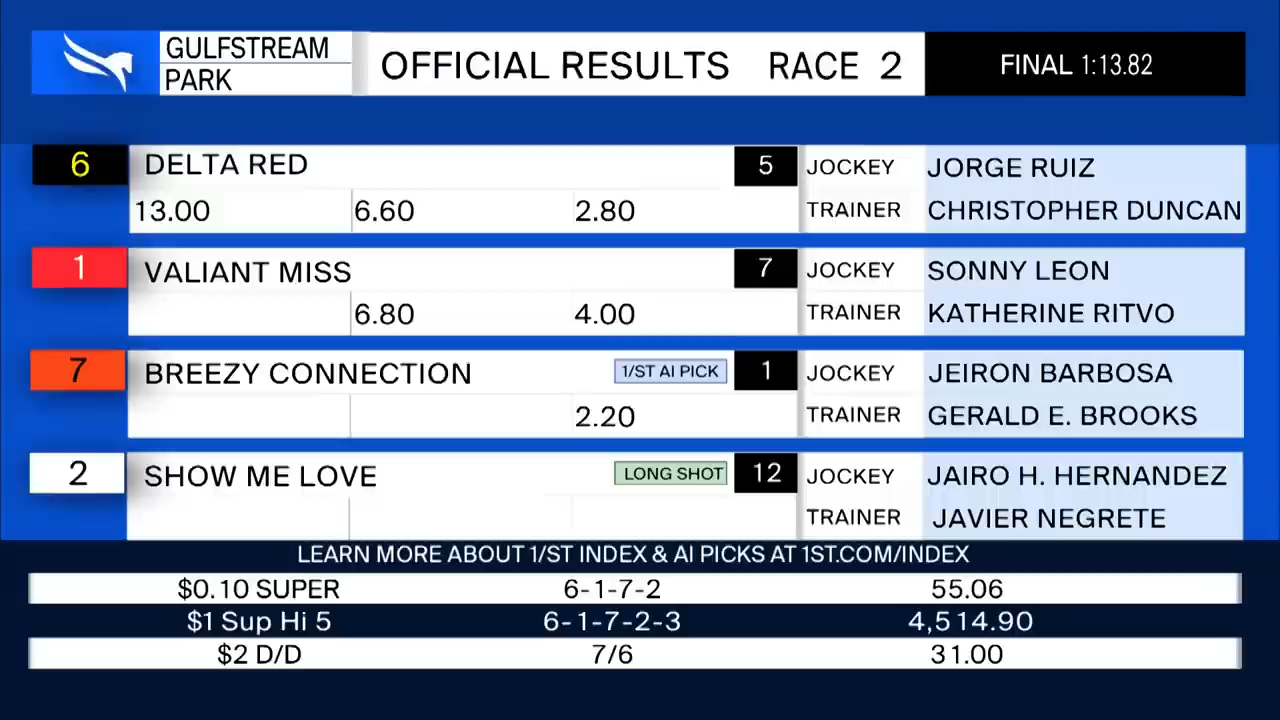 GULFSTREAM
PARK
OFFICIAL RESULTS RACE 2
FINAL 1:13.82
6 DELTA RED 5 JOCKEY JORGE RUIZ
13.00 6.60 2.80 TRAINER CHRISTOPHER DUNCAN
1 VALIANT MISS 7 JOCKEY SONNY LEON
6.80 4.00 TRAINER KATHERINE RITVO
7 BREEZY CONNECTION 1/ST AI PICK 1 JOCKEY JEIRON BARBOSA
2.20 TRAINER GERALD E. BROOKS
2 SHOW ME LOVE LONG SHOT 12 JOCKEY JAIRO H. HERNANDEZ
TRAINER JAVIER NEGRETE
LEARN MORE ABOUT 1/ST INDEX & AI PICKS AT 1ST.COM/INDEX
$0.10 SUPER 6-1-7-2 55.06
$1 Sup Hi 5 6-1-7-2-3 4,514.90
$2 D/D 7/6 31.00